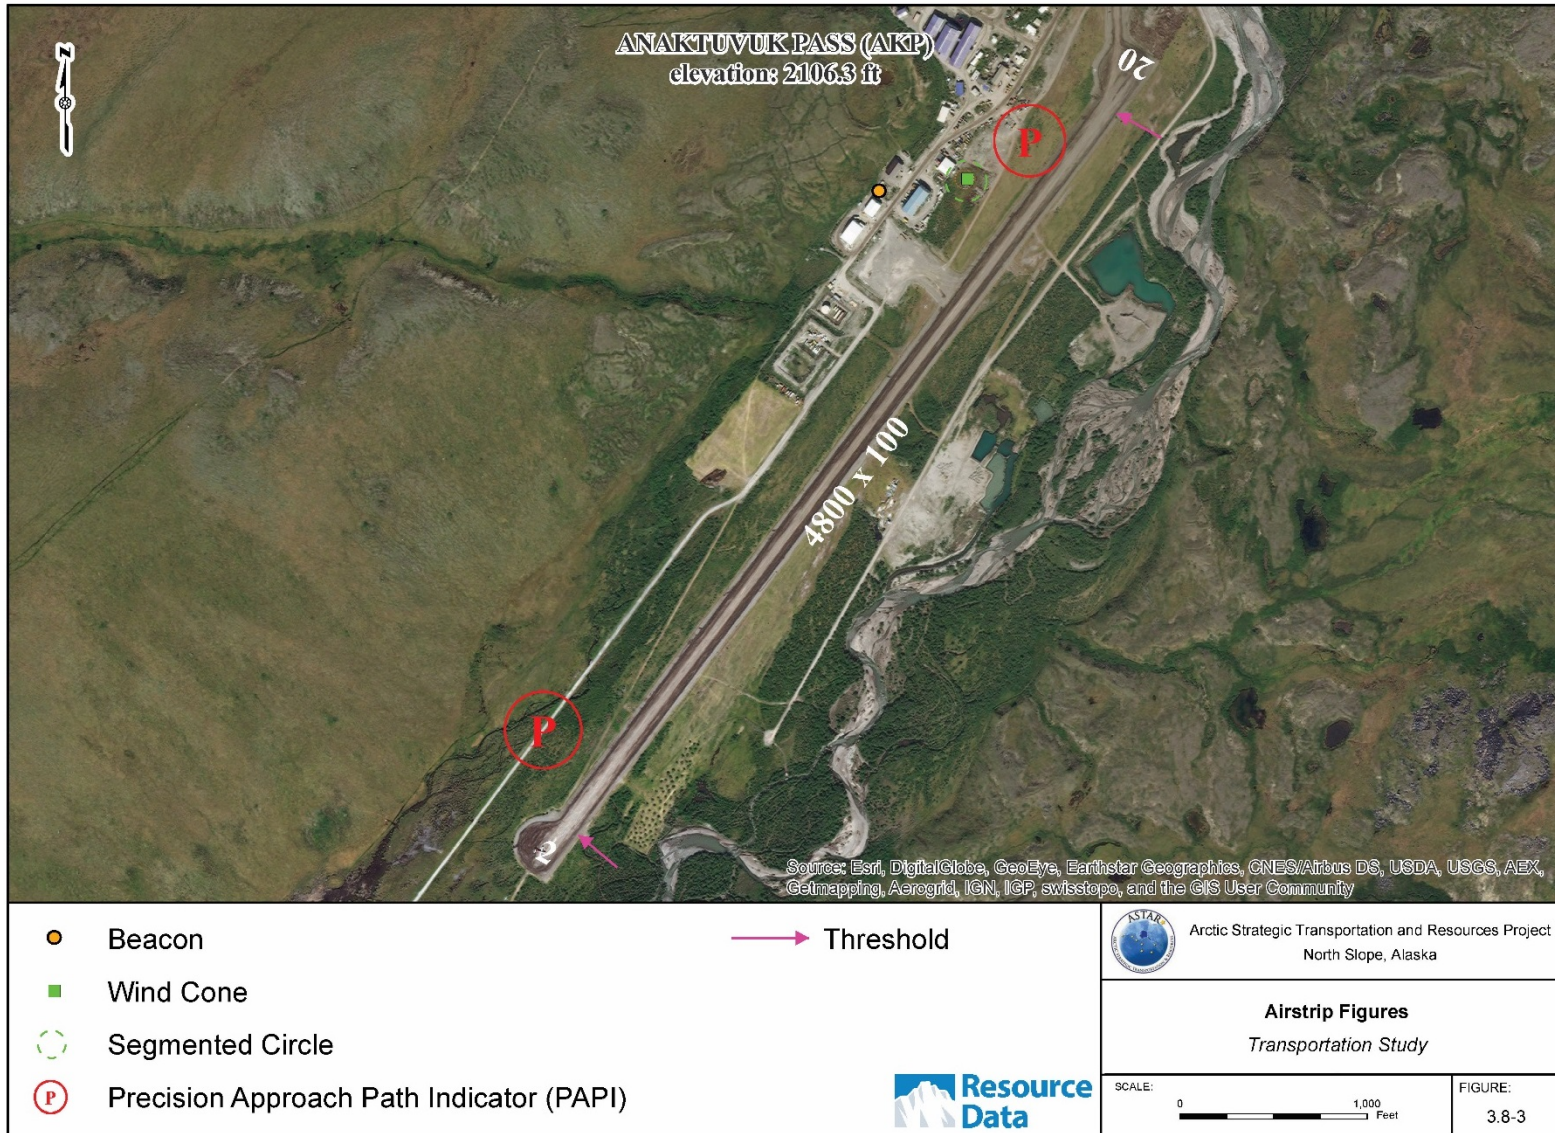 N
ANAKTUVUK PASS (AKP)
elevation: 2106.3 ft
20
P
4800 x 100
P
2
Source: Esri, DigitalGlobe, GeoEye, Earthstar Geographics, CNES/Airbus DS, USDA, USGS, AEX,
Getmapping, Aerogrid, IGN, IGP, swisstopo, and the GIS User Community
Beacon
Wind Cone
Segmented Circle
P Precision Approach Path Indicator (PAPI)
Threshold
Resource
Data
ASTAR
Arctic Strategic Transportation and Resources Project
North Slope, Alaska
Airstrip Figures
Transportation Study
SCALE:
0 1,000
Feet
FIGURE:
3.8-3